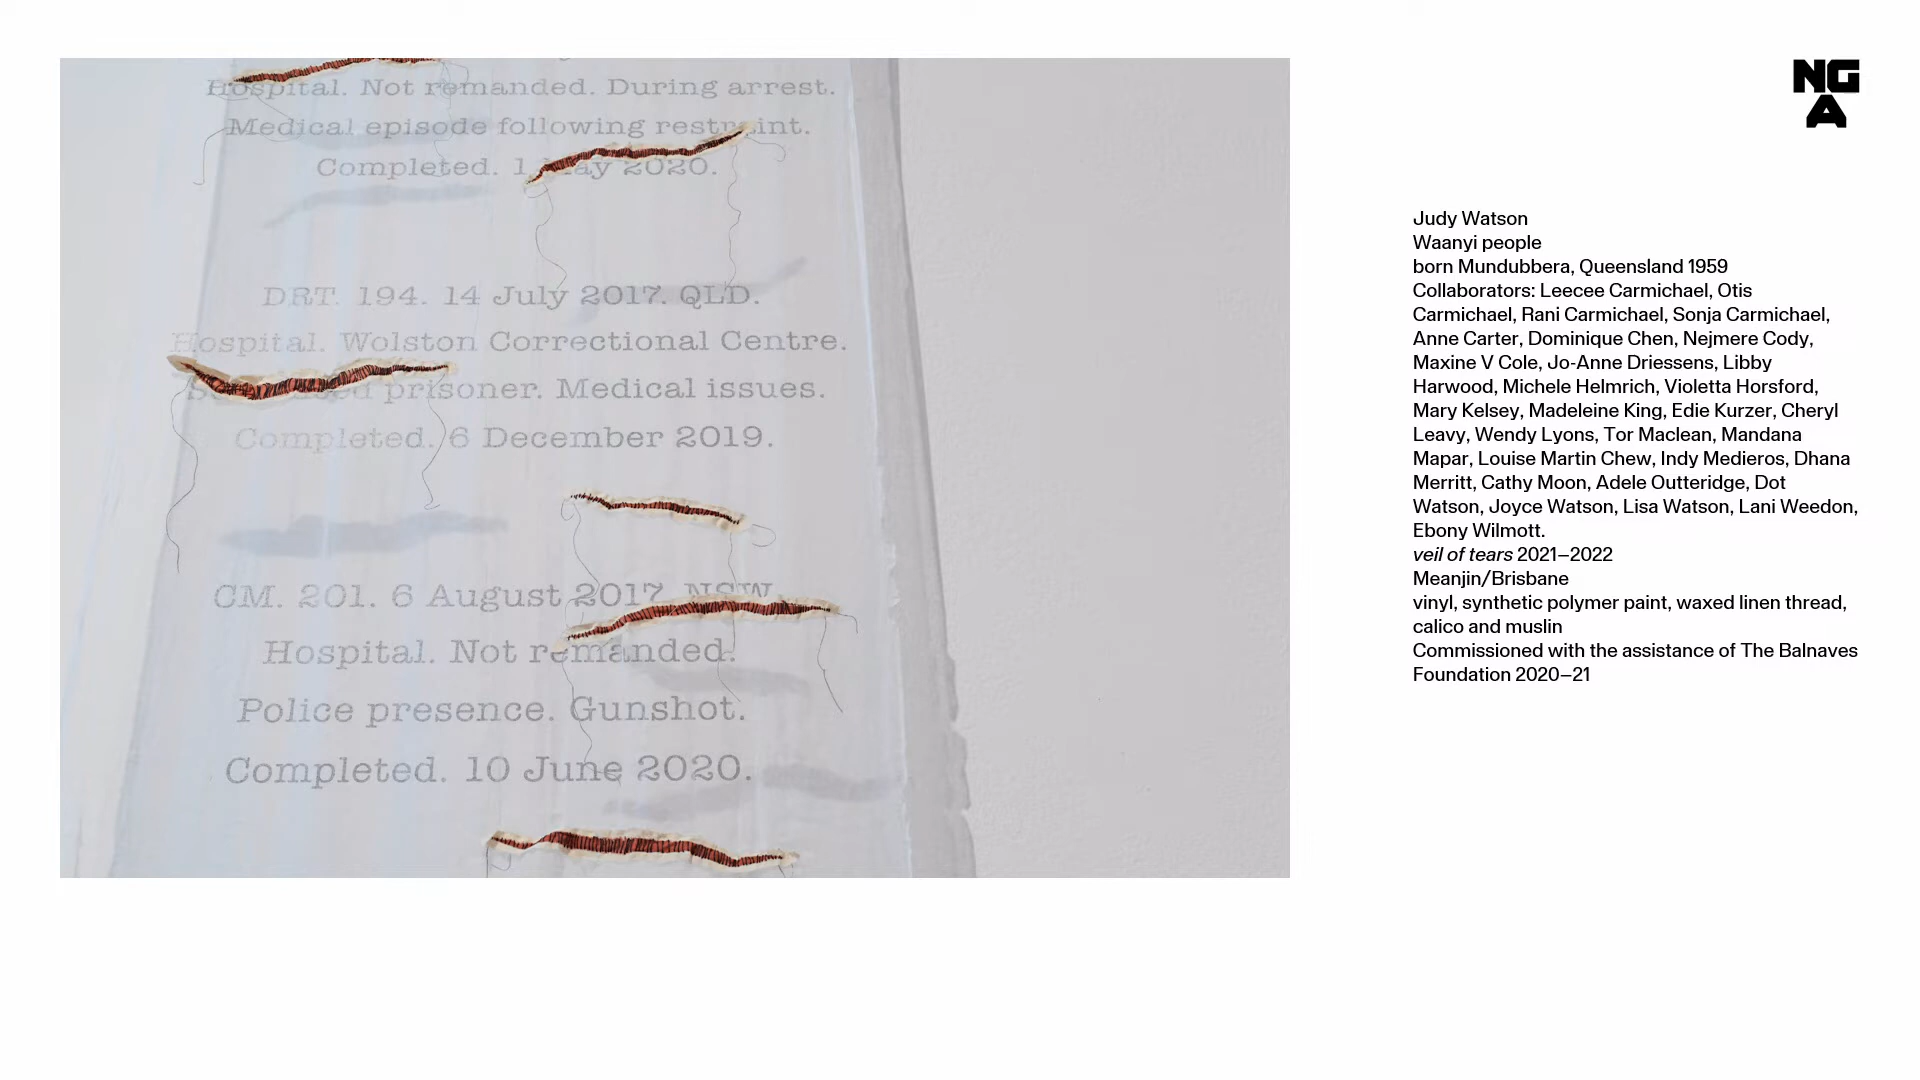 Hospital. Not remanded. During arrest.
Medical episode following restraint.
Completed. 1 May 2020.
DRT. 194. 14 July 2017. QLD.
Hospital. Wolston Correctional Centre.
prisoner. Medical issues.
Completed. 6 December 2019.
CM. 201. 6 August 2017. NSW.
Hospital. Not remanded.
Police presence. Gunshot.
Completed. 10 June 2020.
NG
A
Judy Watson
Waanyi people
born Mundubbera, Queensland 1959
Collaborators: Leecee Carmichael, Otis
Carmichael, Rani Carmichael, Sonja Carmichael,
Anne Carter, Dominique Chen, Nejmere Cody,
Maxine V Cole, Jo-Anne Driessens, Libby
Harwood, Michele Helmrich, Violetta Horsford,
Mary Kelsey, Madeleine King, Edie Kurzer, Cheryl
Leavy, Wendy Lyons, Tor Maclean, Mandana
Mapar, Louise Martin Chew, Indy Medieros, Dhana
Merritt, Cathy Moon, Adele Outteridge, Dot
Watson, Joyce Watson, Lisa Watson, Lani Weedon,
Ebony Wilmott.
veil of tears 2021–2022
Meanjin/Brisbane
vinyl, synthetic polymer paint, waxed linen thread,
calico and muslin
Commissioned with the assistance of The Balnaves
Foundation 2020–21